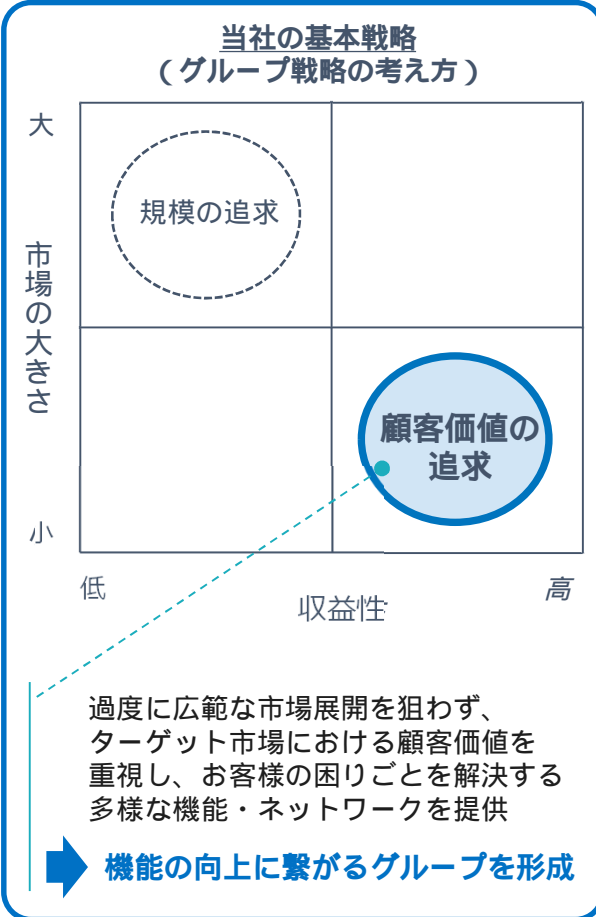 当社の基本戦略
（グループ戦略の考え方）
大
規模の追求
市場の大きさ
顧客価値の
追求
小
低
高
収益性
過度に広範な市場展開を狙わず、
ターゲット市場における顧客価値を
重視し、お客様の困りごとを解決する
多様な機能・ネットワークを提供
機能の向上に繋がるグループを形成